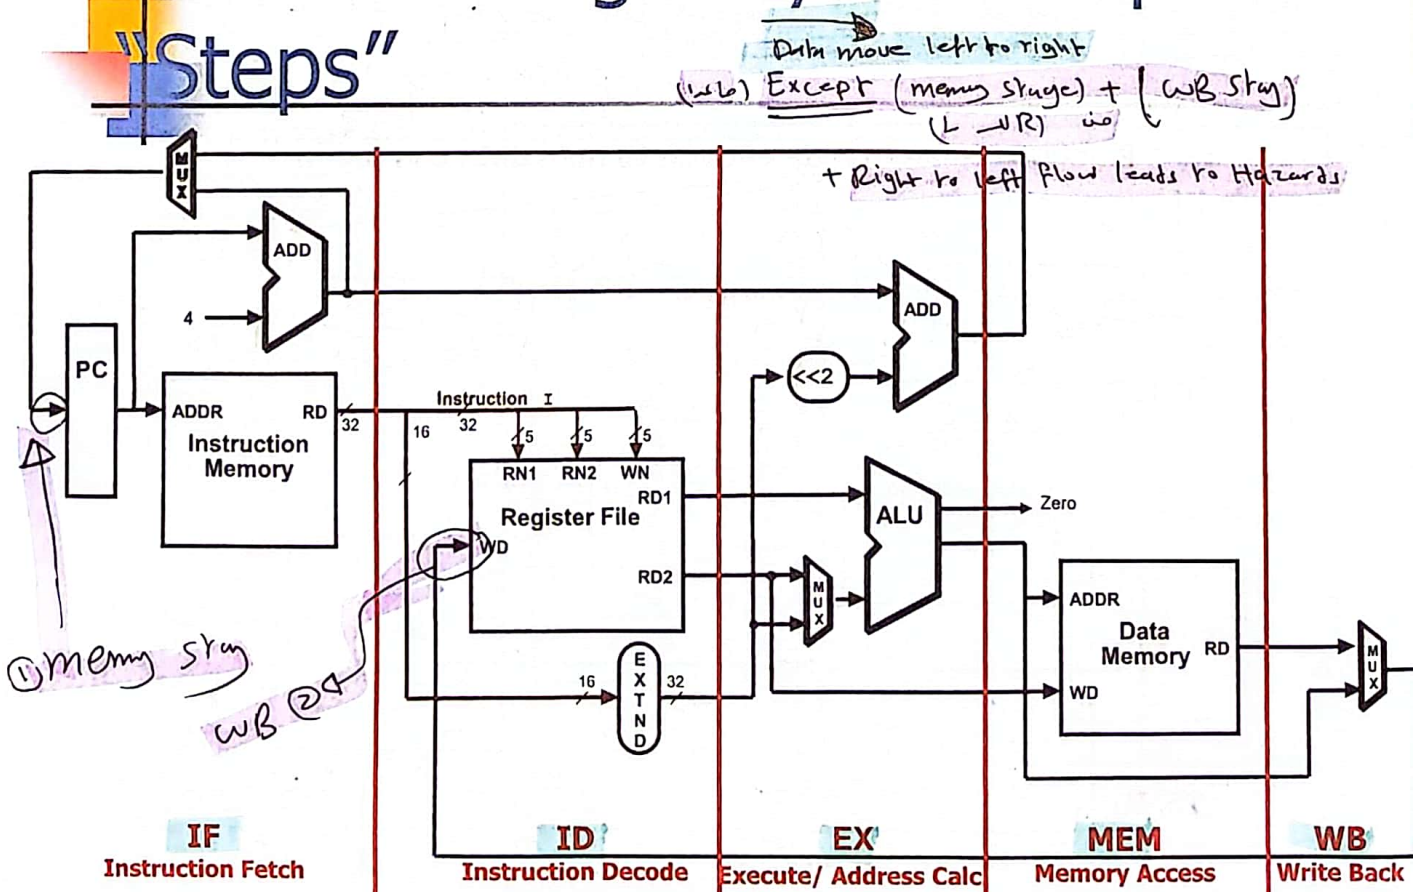 "Steps"
Data move left to right
Except (memory stage) + (WB Stag)
+ Right to left flow leads to Hazards
MUX
ADD
4
PC
ADDR RD
Instruction
Memory
32
Instruction I
32
16
5 5 5
RN1 RN2 WN
RD1
Register File
WD
RD2
16
EXTND
32
ADD
<<2
ALU
Zero
MUX
ADDR
Data
Memory
RD
WD
MUX
① memy stag
WB ②
IF
Instruction Fetch
ID
Instruction Decode
EX
Execute/ Address Calc
MEM
Memory Access
WB
Write Back